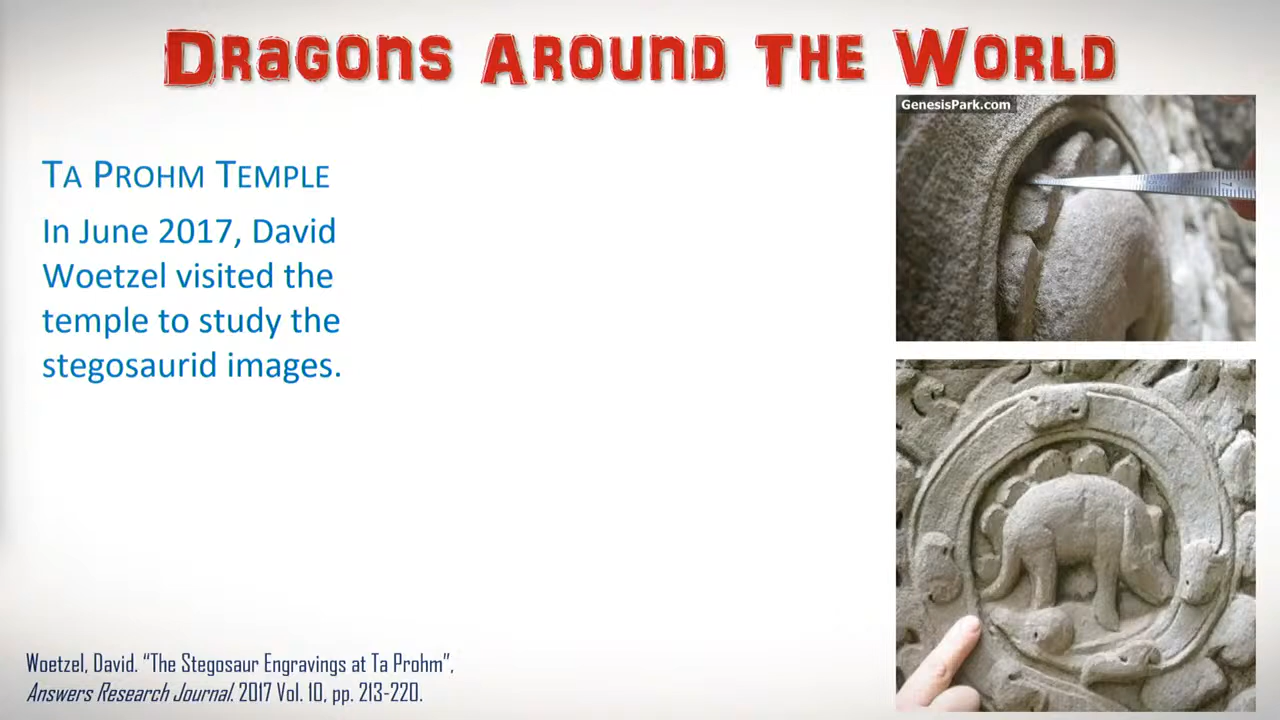 Dragons Around The World
GenesisPark.com
Ta Prohm Temple
In June 2017, David
Woetzel visited the
temple to study the
stegosaurid images.
Woetzel, David. “The Stegosaur Engravings at Ta Prohm”,
Answers Research Journal. 2017 Vol. 10, pp. 213-220.